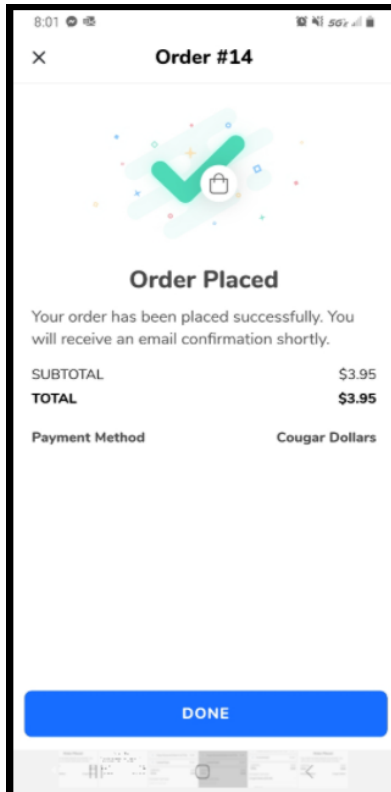 8:01
Order #14
Order Placed
Your order has been placed successfully. You
will receive an email confirmation shortly.
SUBTOTAL $3.95
TOTAL $3.95
Payment Method Cougar Dollars
DONE